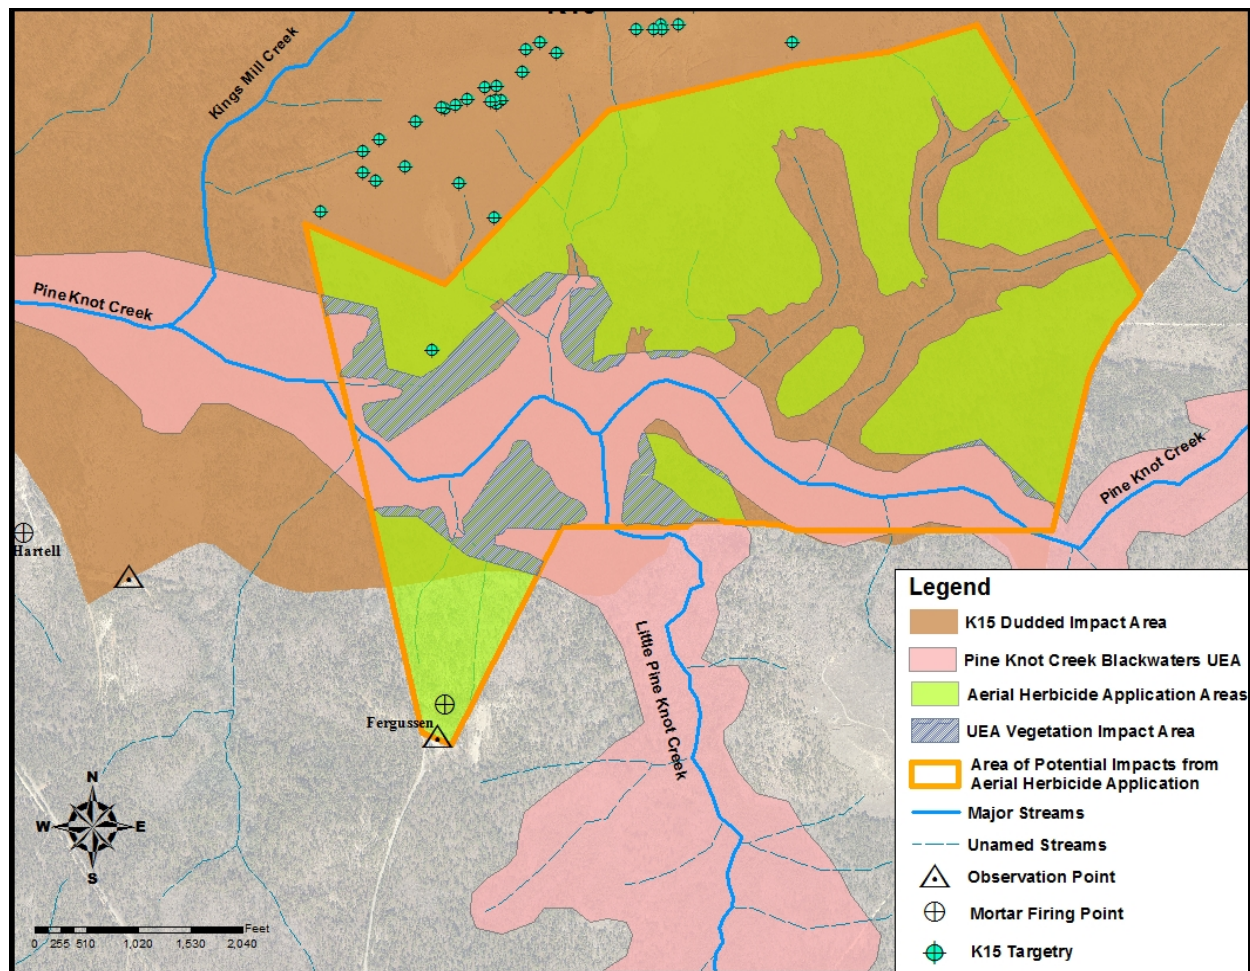 Kings Mill Creek
Pine Knot Creek
Pine Knot Creek
Hartell
Fergussen
Little Pine Knot Creek
N
W E
S
Feet
0 255 510 1,020 1,530 2,040
Legend
K15 Dudded Impact Area
Pine Knot Creek Blackwaters UEA
Aerial Herbicide Application Areas
UEA Vegetation Impact Area
Area of Potential Impacts from
Aerial Herbicide Application
Major Streams
Unamed Streams
Observation Point
Mortar Firing Point
K15 Targetry